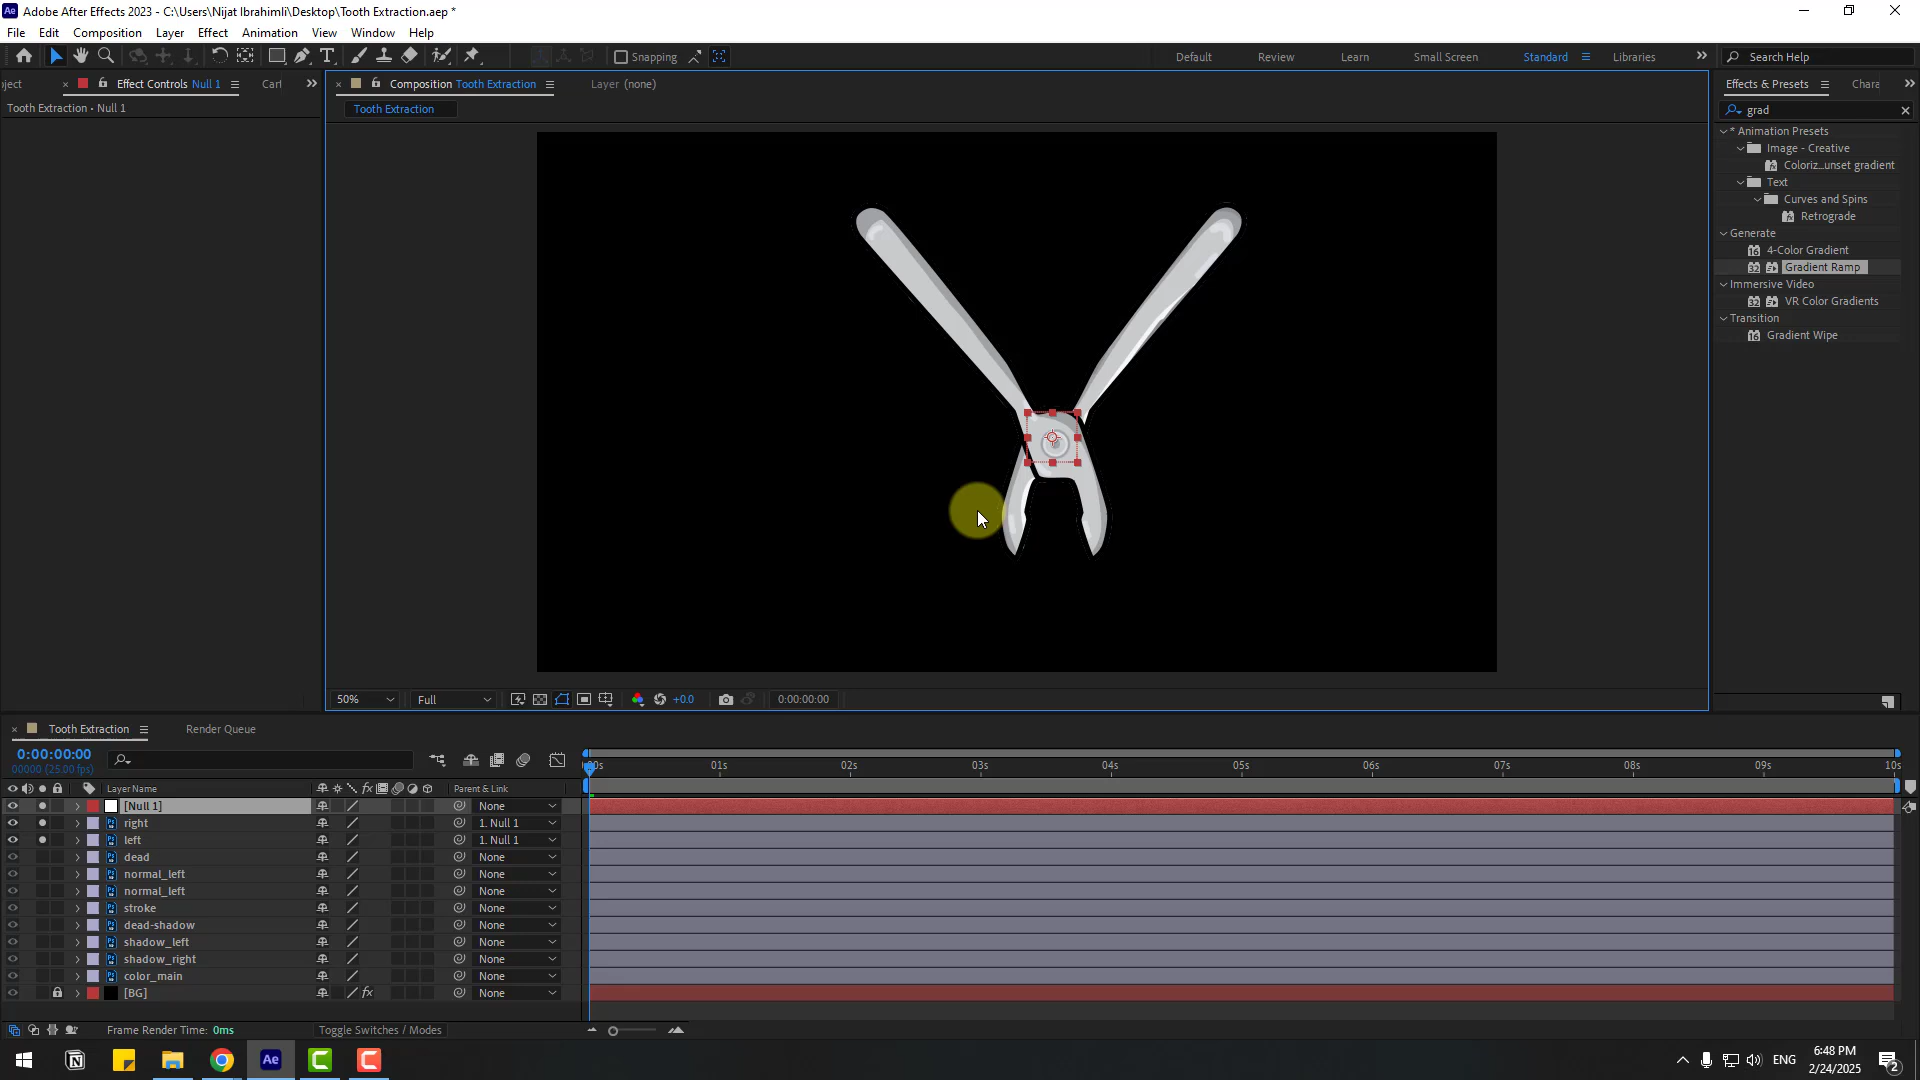 Adobe After Effects 2023 - C:\Users\Nijat Ibrahimli\Desktop\Tooth Extraction.aep *
File Edit Composition Layer Effect Animation View Window Help
Snapping
Default Review Learn Small Screen Standard Libraries
Search Help
oject
Effect Controls Null 1
Carl
Composition Tooth Extraction
Layer (none)
Effects & Presets
Chara
Tooth Extraction • Null 1
Tooth Extraction
grad
* Animation Presets
Image - Creative
Coloriz...unset gradient
Text
Curves and Spins
Retrograde
Generate
4-Color Gradient
Gradient Ramp
Immersive Video
VR Color Gradients
Transition
Gradient Wipe
50% Full +0.0 0:00:00:00
Tooth Extraction
Render Queue
0:00:00:00
00000 (25.00 fps)
:00s 01s 02s 03s 04s 05s 06s 07s 08s 09s 10s
Layer Name Parent & Link
[Null 1] None
right 1. Null 1
left 1. Null 1
dead None
normal_left None
normal_left None
stroke None
dead-shadow None
shadow_left None
shadow_right None
color_main None
[BG] None
Frame Render Time: 0ms
Toggle Switches / Modes
ENG
6:48 PM
2/24/2025
2